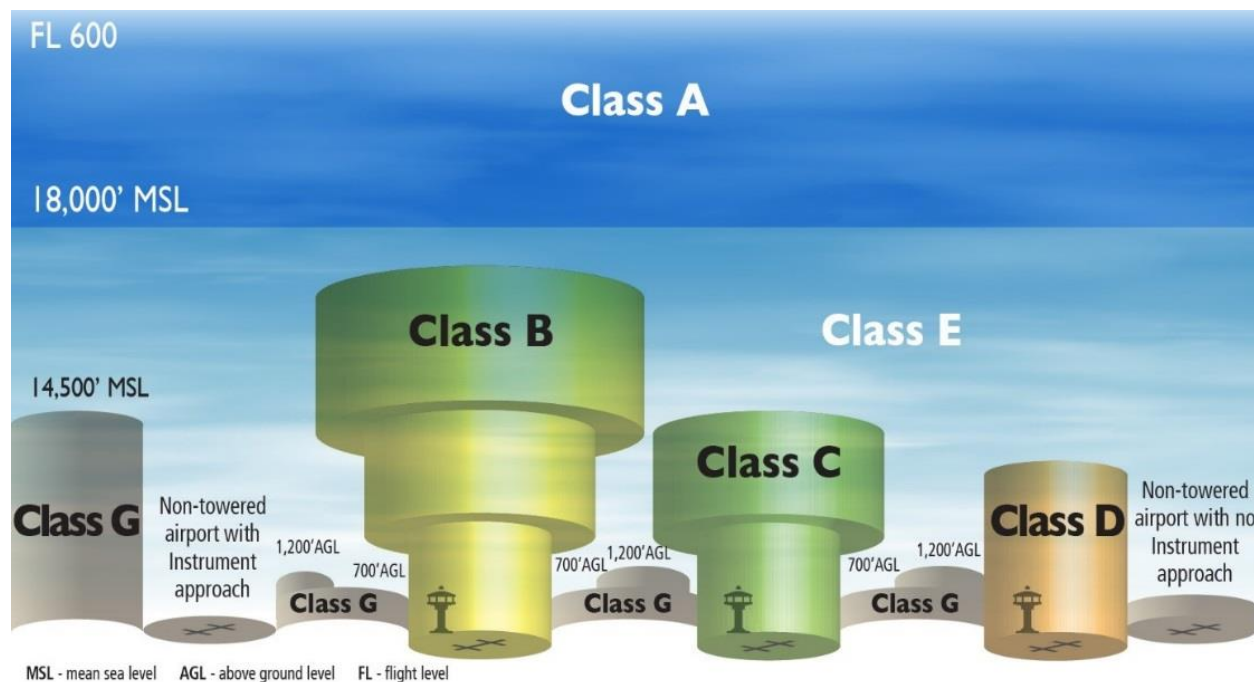 FL 600
Class A
18,000’ MSL
Class B
Class E
14,500’ MSL
Class G
Non-towered
airport with
Instrument
approach
1,200’AGL
700’AGL
Class G
700’AGL
1,200’AGL
Class G
Class C
700’AGL
1,200’AGL
Class G
Class D
Non-towered
airport with no
Instrument
approach
MSL - mean sea level AGL - above ground level FL - flight level